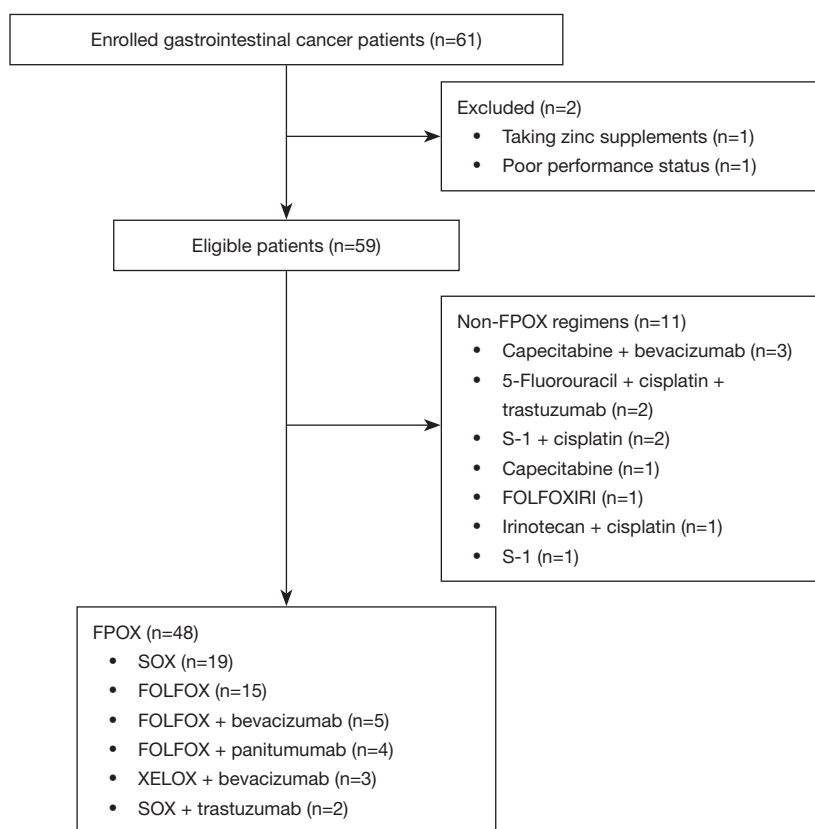 Enrolled gastrointestinal cancer patients (n=61)
Excluded (n=2)
• Taking zinc supplements (n=1)
• Poor performance status (n=1)
Eligible patients (n=59)
Non-FPOX regimens (n=11)
• Capecitabine + bevacizumab (n=3)
• 5-Fluorouracil + cisplatin +
trastuzumab (n=2)
• S-1 + cisplatin (n=2)
• Capecitabine (n=1)
• FOLFOXIRI (n=1)
• Irinotecan + cisplatin (n=1)
• S-1 (n=1)
FPOX (n=48)
• SOX (n=19)
• FOLFOX (n=15)
• FOLFOX + bevacizumab (n=5)
• FOLFOX + panitumumab (n=4)
• XELOX + bevacizumab (n=3)
• SOX + trastuzumab (n=2)